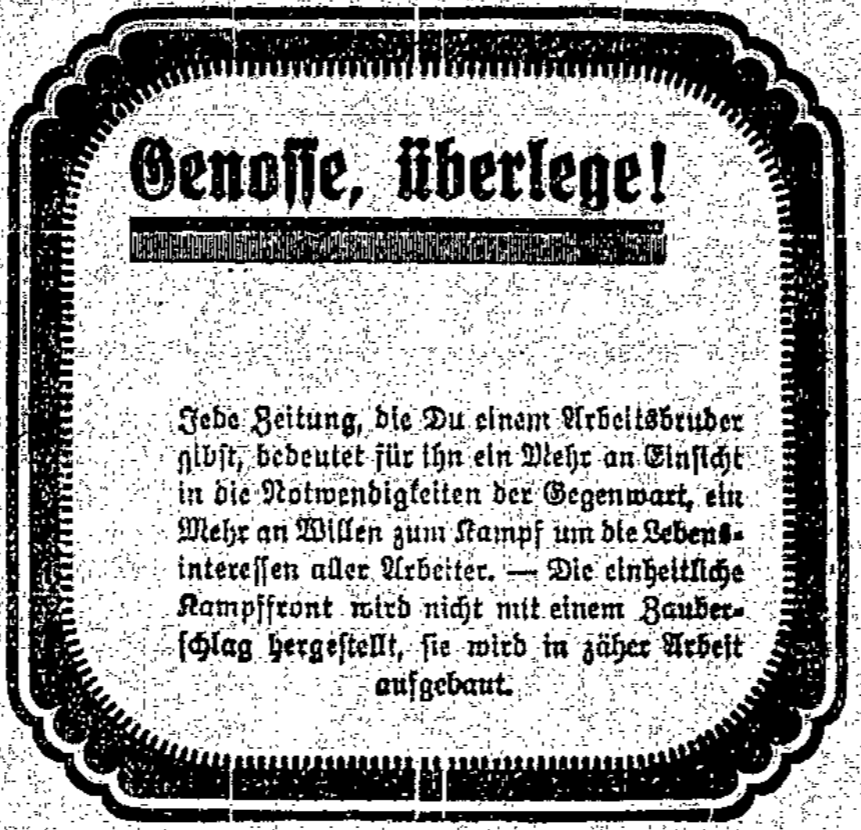 Genosse, überlege!
Jede Zeitung, die Du einem Arbeitsbruder
gibst, bedeutet für ihn ein Mehr an Einsicht
in die Notwendigkeiten der Gegenwart, ein
Mehr an Willen zum Kampf um die Lebens-
interessen aller Arbeiter. — Die einheitliche
Kampffront wird nicht mit einem Zauber-
schlag hergestellt, sie wird in zäher Arbeit
aufgebaut.